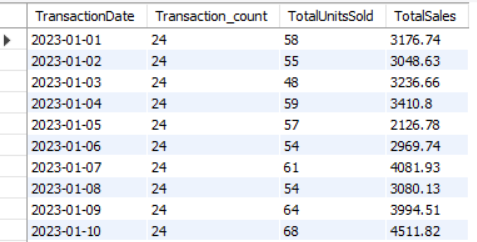 TransactionDate Transaction_count TotalUnitsSold TotalSales
2023-01-01 24 58 3176.74
2023-01-02 24 55 3048.63
2023-01-03 24 48 3236.66
2023-01-04 24 59 3410.8
2023-01-05 24 57 2126.78
2023-01-06 24 54 2969.74
2023-01-07 24 61 4081.93
2023-01-08 24 54 3080.13
2023-01-09 24 64 3994.51
2023-01-10 24 68 4511.82